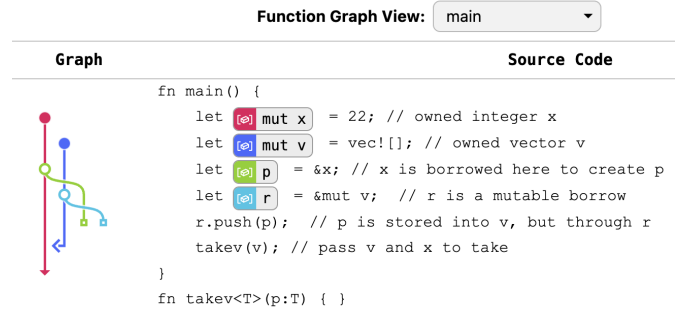 Function Graph View: main
Graph Source Code
fn main() {
let mut x = 22; // owned integer x
let mut v = vec![]; // owned vector v
let p = &x; // x is borrowed here to create p
let r = &mut v; // r is a mutable borrow
r.push(p); // p is stored into v, but through r
takev(v); // pass v and x to take
}
fn takev<T>(p:T) { }